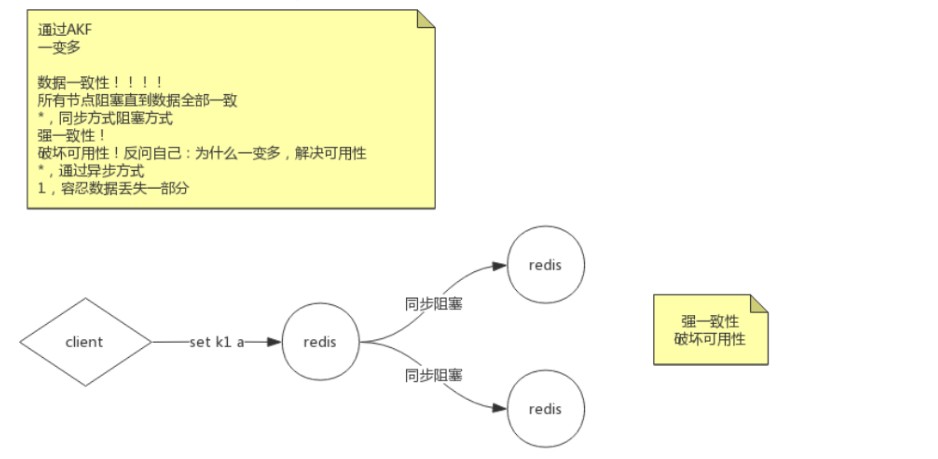 通过AKF
一变多
数据一致性！！！！
所有节点阻塞直到数据全部一致
*，同步方式阻塞方式
强一致性！
破坏可用性！反问自己：为什么一变多，解决可用性
*，通过异步方式
1，容忍数据丢失一部分
redis
同步阻塞
client
set k1 a
redis
强一致性
破坏可用性
同步阻塞
redis